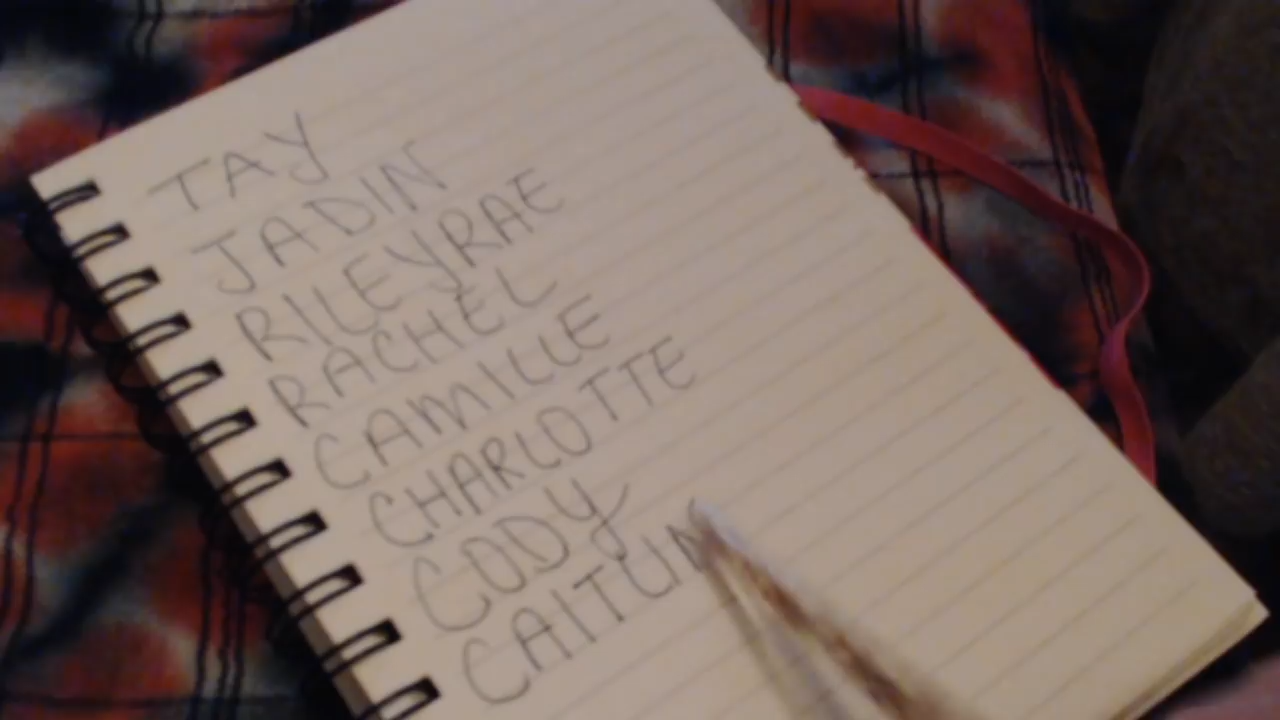 TAY
JADIN
RILEYRAE
RACHEL
CAMILLE
CHARLOTTE
CODY
CAITLIN